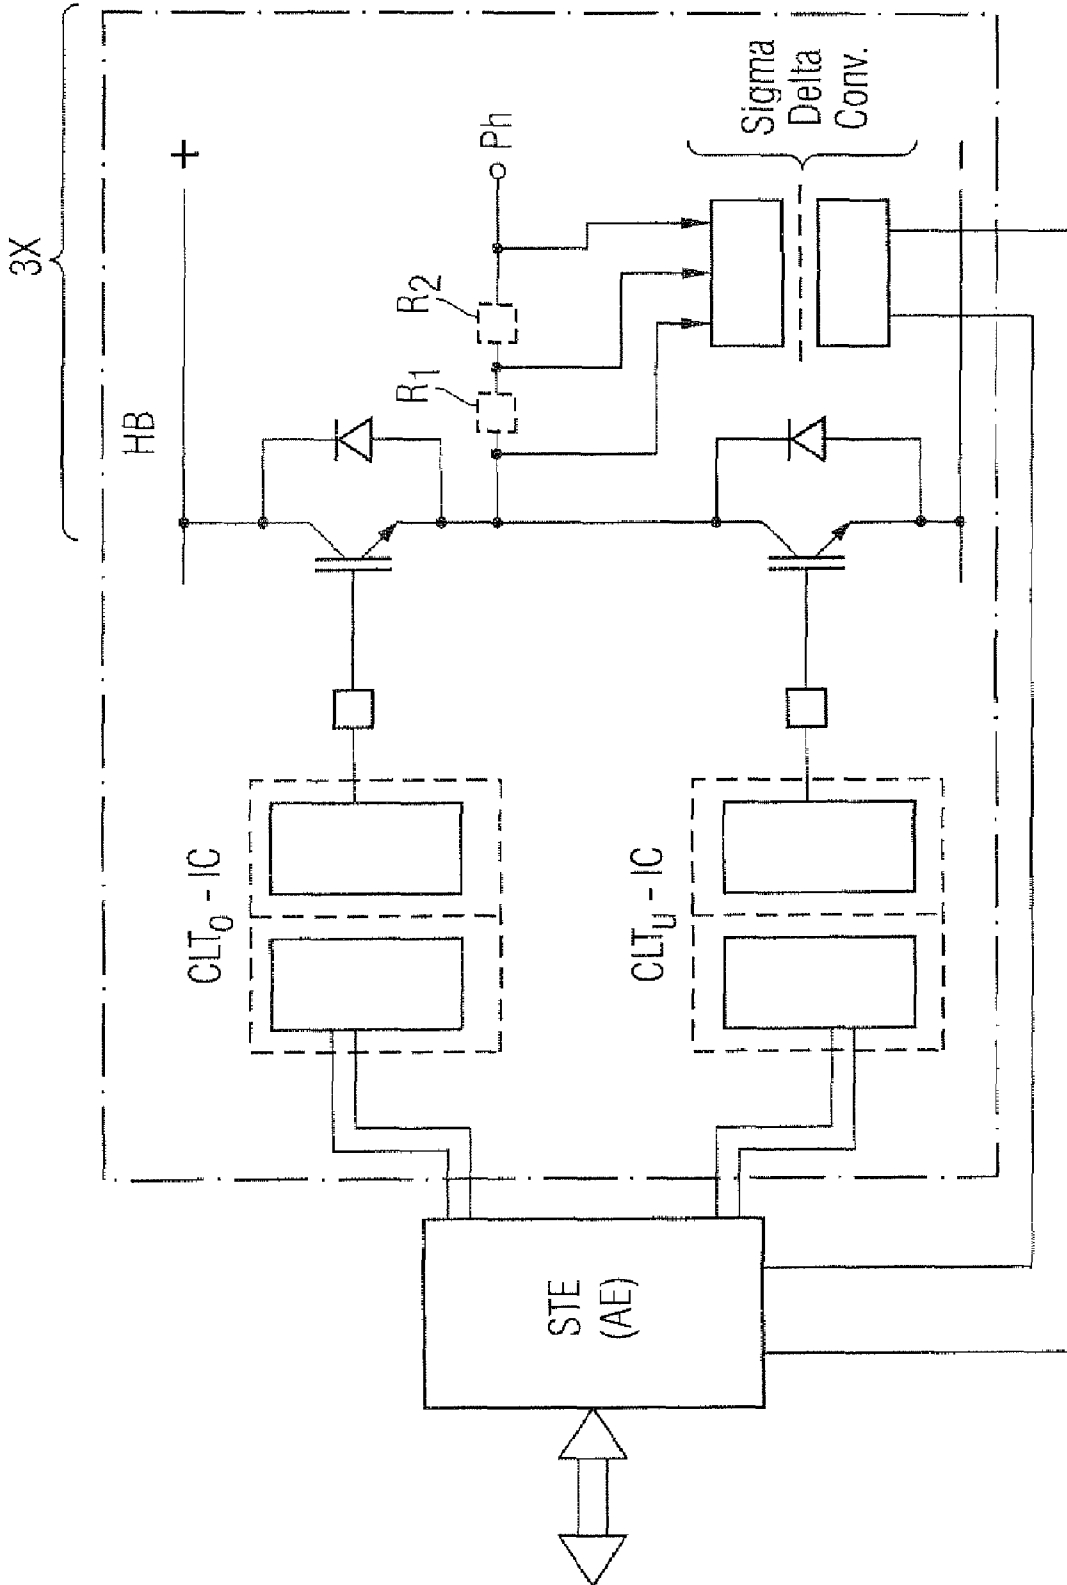 3X
HB
+
Ph
R2
R1
Sigma
Delta
Conv.
–
CLTO - IC
CLTU - IC
STE
(AE)